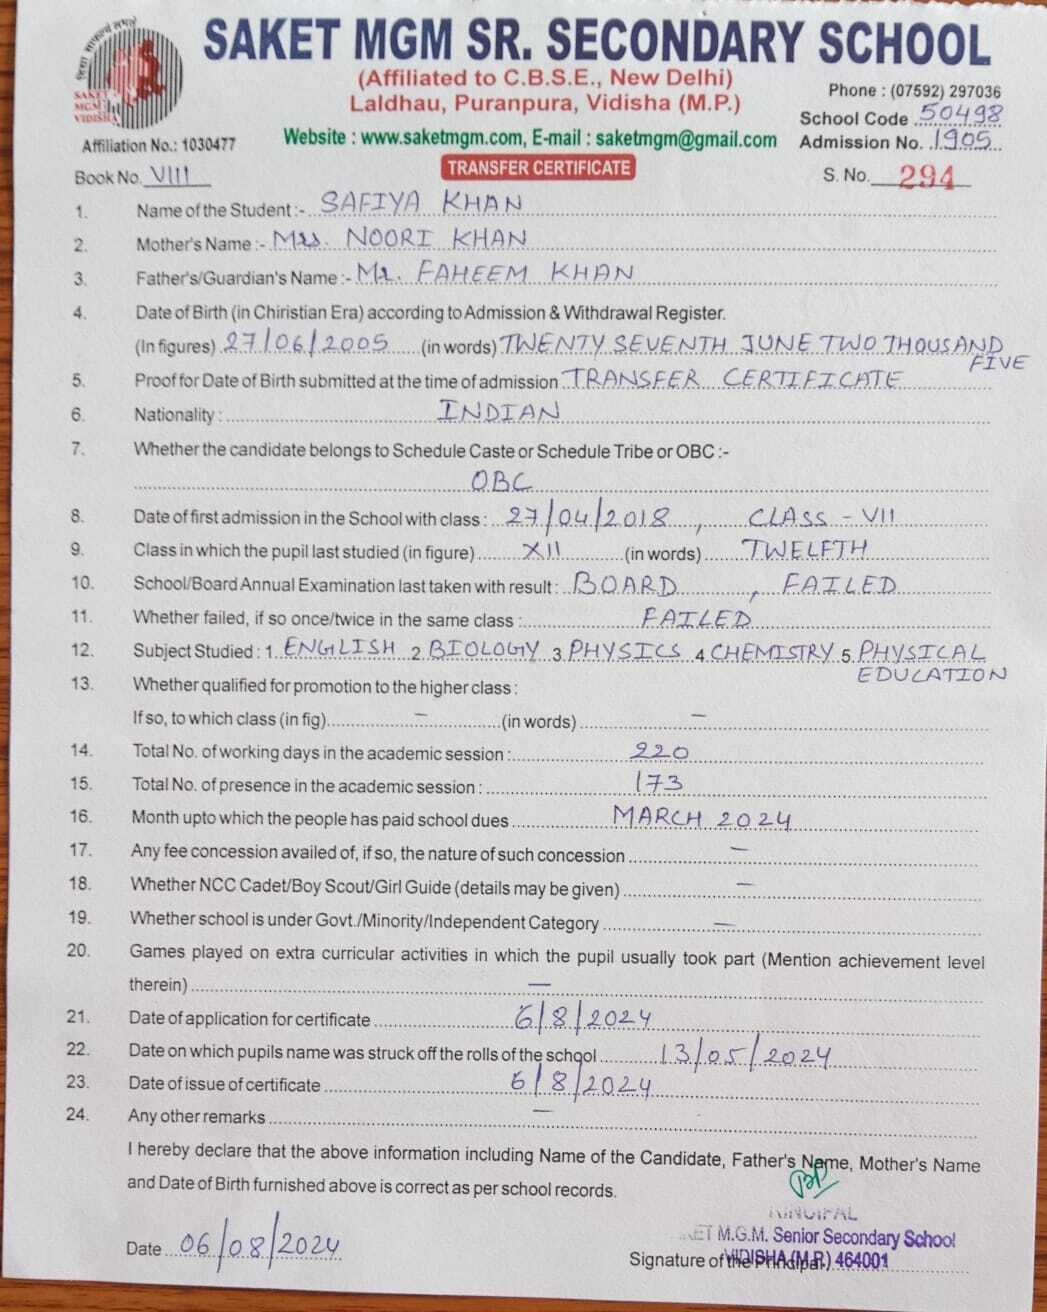 SAKET MGM SR. SECONDARY SCHOOL
(Affiliated to C.B.S.E., New Delhi)
Laldhau, Puranpura, Vidisha (M.P.)
SAKET
MGM
VIDISHA
Phone : (07592) 297036
School Code 50498
Website : www.saketmgm.com, E-mail : saketmgm@gmail.com
Admission No. 1905
Affiliation No.: 1030477
TRANSFER CERTIFICATE
Book No. VIII
S. No. 294
1. Name of the Student :- SAFIYA KHAN
2. Mother's Name :- Mrs. NOORI KHAN
3. Father's/Guardian's Name :- Mr. FAHEEM KHAN
4. Date of Birth (in Chiristian Era) according to Admission & Withdrawal Register.
(In figures) 27/06/2005 (in words) TWENTY SEVENTH JUNE TWO THOUSAND
FIVE
5. Proof for Date of Birth submitted at the time of admission TRANSFER CERTIFICATE
6. Nationality : INDIAN
7. Whether the candidate belongs to Schedule Caste or Schedule Tribe or OBC :-
OBC
8. Date of first admission in the School with class : 27/04/2018, CLASS - VII
9. Class in which the pupil last studied (in figure) XII (in words) TWELFTH
10. School/Board Annual Examination last taken with result : BOARD, FAILED
11. Whether failed, if so once/twice in the same class : FAILED
12. Subject Studied : 1. ENGLISH 2 BIOLOGY 3 PHYSICS 4 CHEMISTRY 5 PHYSICAL
EDUCATION
13. Whether qualified for promotion to the higher class :
If so, to which class (in fig) – (in words) –
14. Total No. of working days in the academic session : 220
15. Total No. of presence in the academic session : 173
16. Month upto which the people has paid school dues MARCH 2024
17. Any fee concession availed of, if so, the nature of such concession –
18. Whether NCC Cadet/Boy Scout/Girl Guide (details may be given) –
19. Whether school is under Govt./Minority/Independent Category –
20. Games played on extra curricular activities in which the pupil usually took part (Mention achievement level
therein) –
21. Date of application for certificate 6/8/2024
22. Date on which pupils name was struck off the rolls of the school 13/05/2024
23. Date of issue of certificate 6/8/2024
24. Any other remarks –
I hereby declare that the above information including Name of the Candidate, Father's Name, Mother's Name
and Date of Birth furnished above is correct as per school records.
M.G.M. Senior Secondary School
Date 06/08/2024
Signature of the Principal
VIDISHA (M.P.) 464001